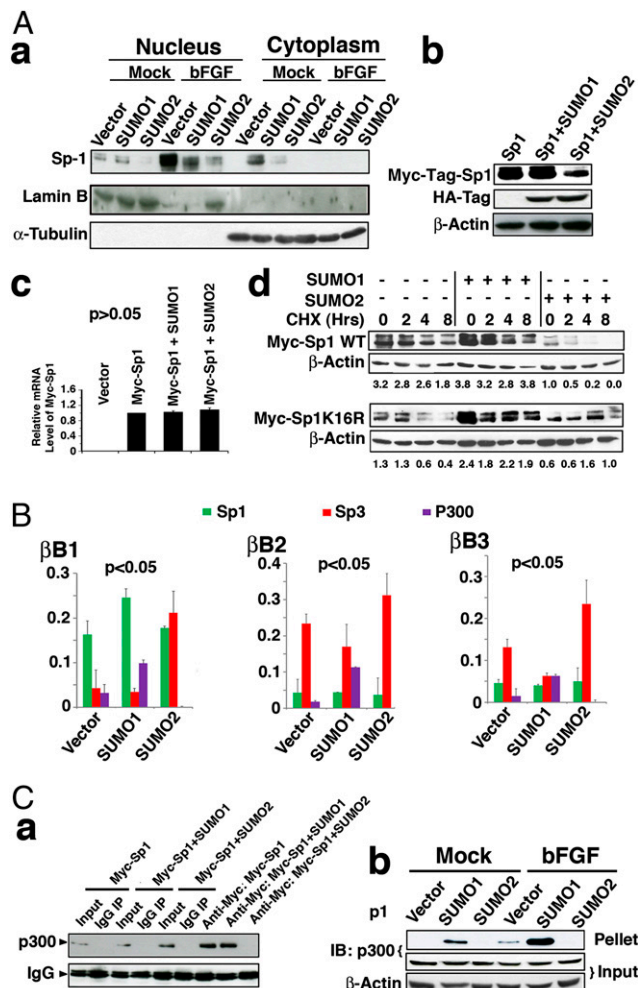 A
a
Nucleus Cytoplasm
Mock bFGF Mock bFGF
Vector SUMO1 SUMO2 Vector SUMO1 SUMO2 Vector SUMO1 SUMO2 Vector SUMO1 SUMO2
Sp-1
Lamin B
α-Tubulin
b
Sp1 Sp1+SUMO1 Sp1+SUMO2
Myc-Tag-Sp1
HA-Tag
β-Actin
c
p>0.05
Relative mRNA
Level of Myc-Sp1
1.6
1.2
0.8
0.4
0
Vector Myc-Sp1 Myc-Sp1 + SUMO1 Myc-Sp1 + SUMO2
d
SUMO1 - - - - + + + + - - - -
SUMO2 - - - - - - - - + + + +
CHX (Hrs) 0 2 4 8 0 2 4 8 0 2 4 8
Myc-Sp1 WT
β-Actin
3.2 2.8 2.6 1.8 3.8 3.2 2.8 3.8 1.0 0.5 0.2 0.0
Myc-Sp1K16R
β-Actin
1.3 1.3 0.6 0.4 2.4 1.8 2.2 1.9 0.6 0.6 1.6 1.0
B
Sp1 Sp3 P300
βB1
p<0.05
0.3
0.2
0.1
0
Vector SUMO1 SUMO2
βB2
p<0.05
0.4
0.3
0.2
0.1
0
Vector SUMO1 SUMO2
βB3
p<0.05
0.3
0.2
0.1
0
Vector SUMO1 SUMO2
C
a
Myc-Sp1 Myc-Sp1+SUMO1 Myc-Sp1+SUMO2
Input IgG IP Input IgG IP Input IgG IP Anti-Myc: Myc-Sp1 Anti-Myc: Myc-Sp1+SUMO1 Anti-Myc: Myc-Sp1+SUMO2
p300
IgG
b
Mock bFGF
p1 Vector SUMO1 SUMO2 Vector SUMO1 SUMO2
IB: p300 { Pellet
} Input
β-Actin